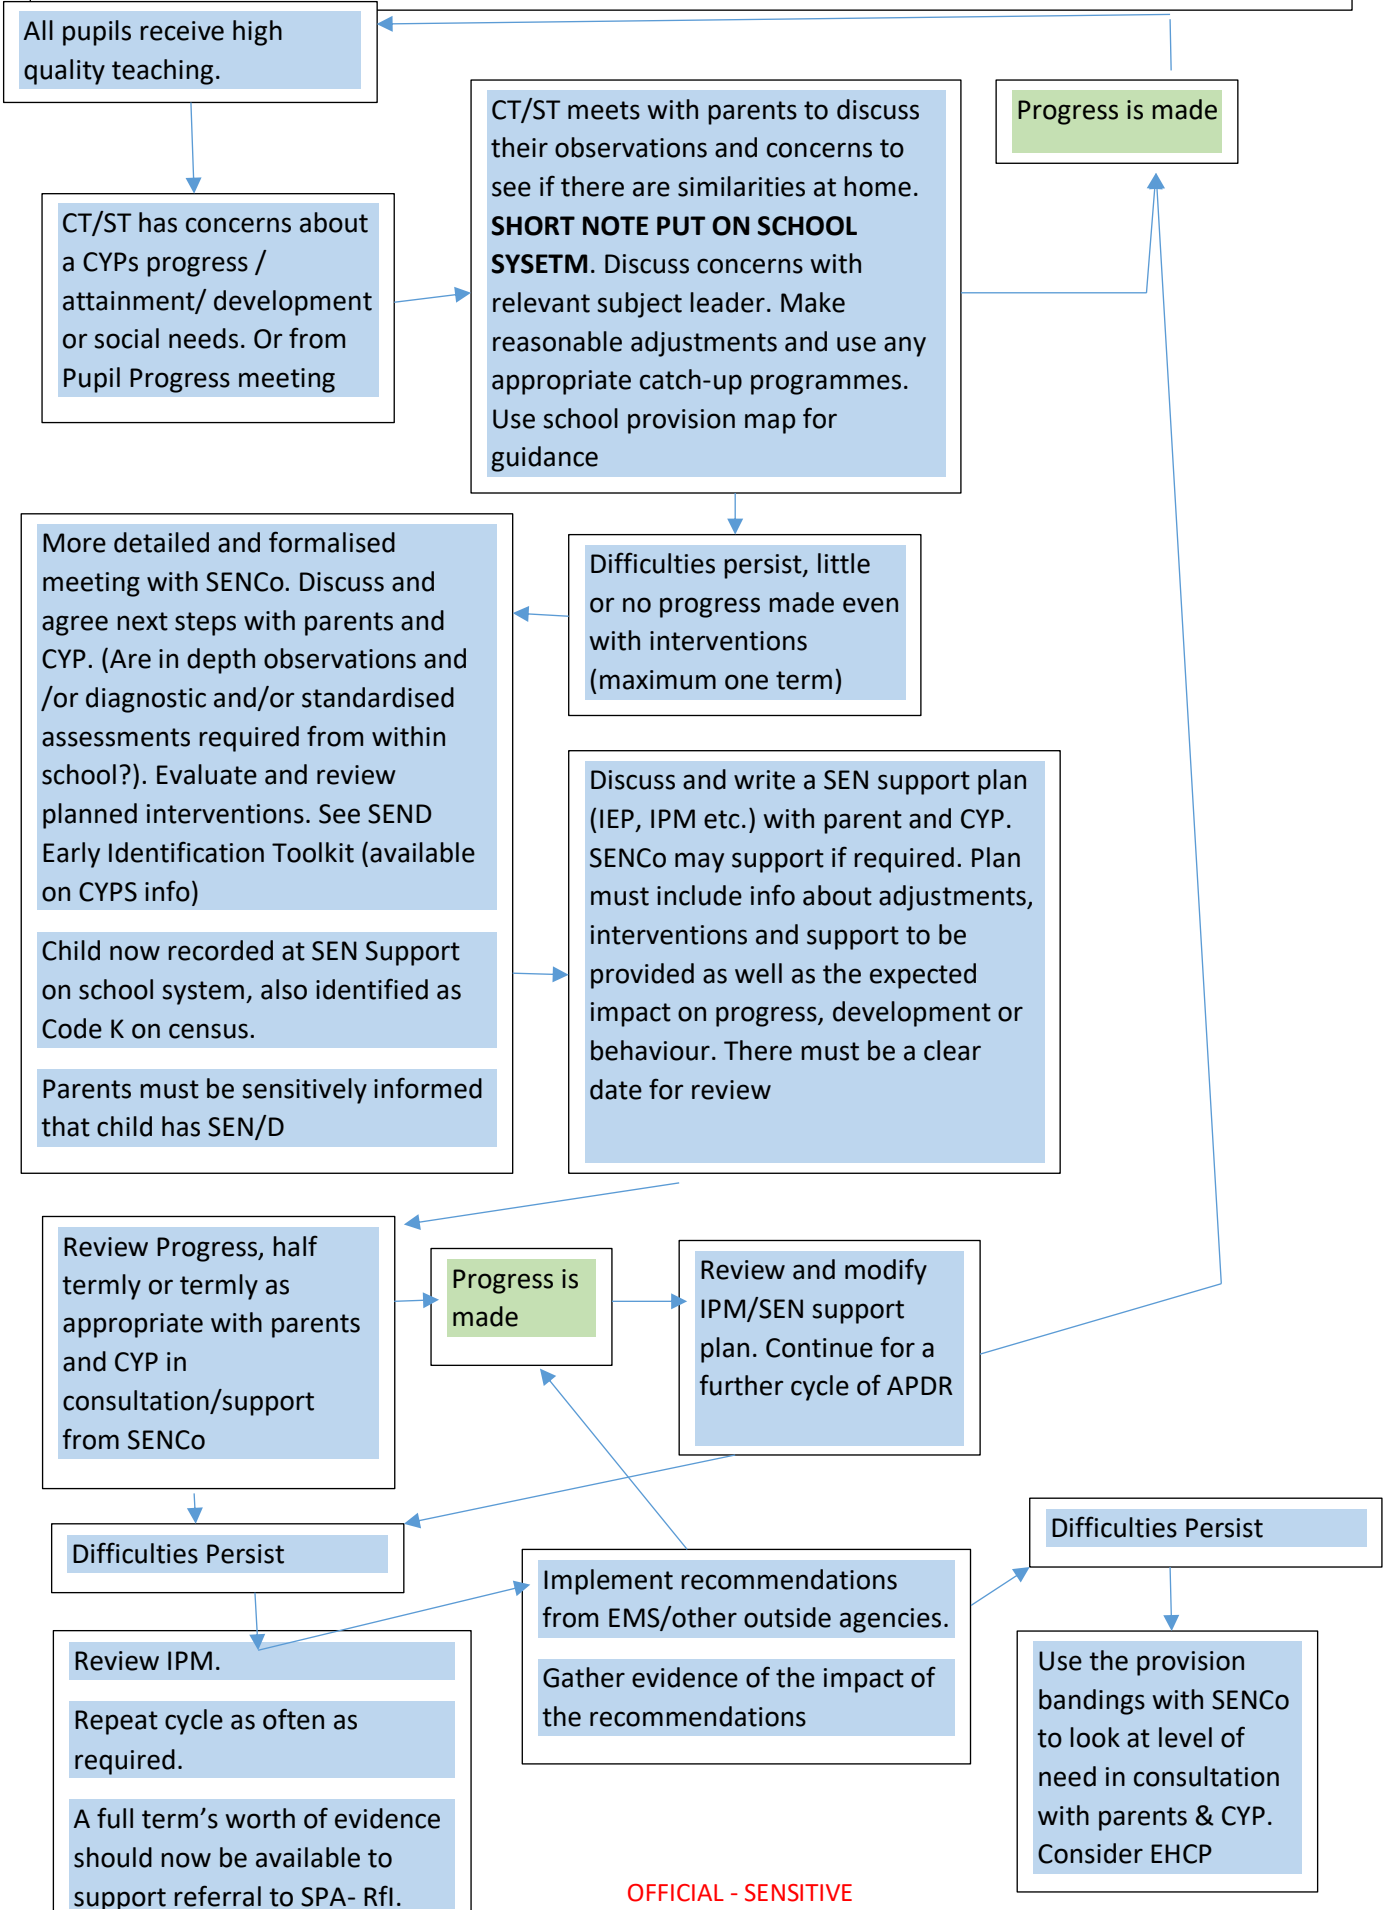 All pupils receive high
quality teaching.
Progress is made
CT/ST meets with parents to discuss
their observations and concerns to
see if there are similarities at home.
SHORT NOTE PUT ON SCHOOL
SYSETM. Discuss concerns with
relevant subject leader. Make
reasonable adjustments and use any
appropriate catch-up programmes.
Use school provision map for
guidance
CT/ST has concerns about
a CYPs progress /
attainment/ development
or social needs. Or from
Pupil Progress meeting
Difficulties persist, little
or no progress made even
with interventions
(maximum one term)
More detailed and formalised
meeting with SENCo. Discuss and
agree next steps with parents and
CYP. (Are in depth observations and
/or diagnostic and/or standardised
assessments required from within
school?). Evaluate and review
planned interventions. See SEND
Early Identification Toolkit (available
on CYPS info)
Child now recorded at SEN Support
on school system, also identified as
Code K on census.
Parents must be sensitively informed
that child has SEN/D
Discuss and write a SEN support plan
(IEP, IPM etc.) with parent and CYP.
SENCo may support if required. Plan
must include info about adjustments,
interventions and support to be
provided as well as the expected
impact on progress, development or
behaviour. There must be a clear
date for review
Review Progress, half
termly or termly as
appropriate with parents
and CYP in
consultation/support
from SENCo
Progress is
made
Review and modify
IPM/SEN support
plan. Continue for a
further cycle of APDR
Difficulties Persist
Review IPM.
Repeat cycle as often as
required.
A full term’s worth of evidence
should now be available to
support referral to SPA- RfI.
Implement recommendations
from EMS/other outside agencies.
Gather evidence of the impact of
the recommendations
Difficulties Persist
Use the provision
bandings with SENCo
to look at level of
need in consultation
with parents & CYP.
Consider EHCP
OFFICIAL - SENSITIVE